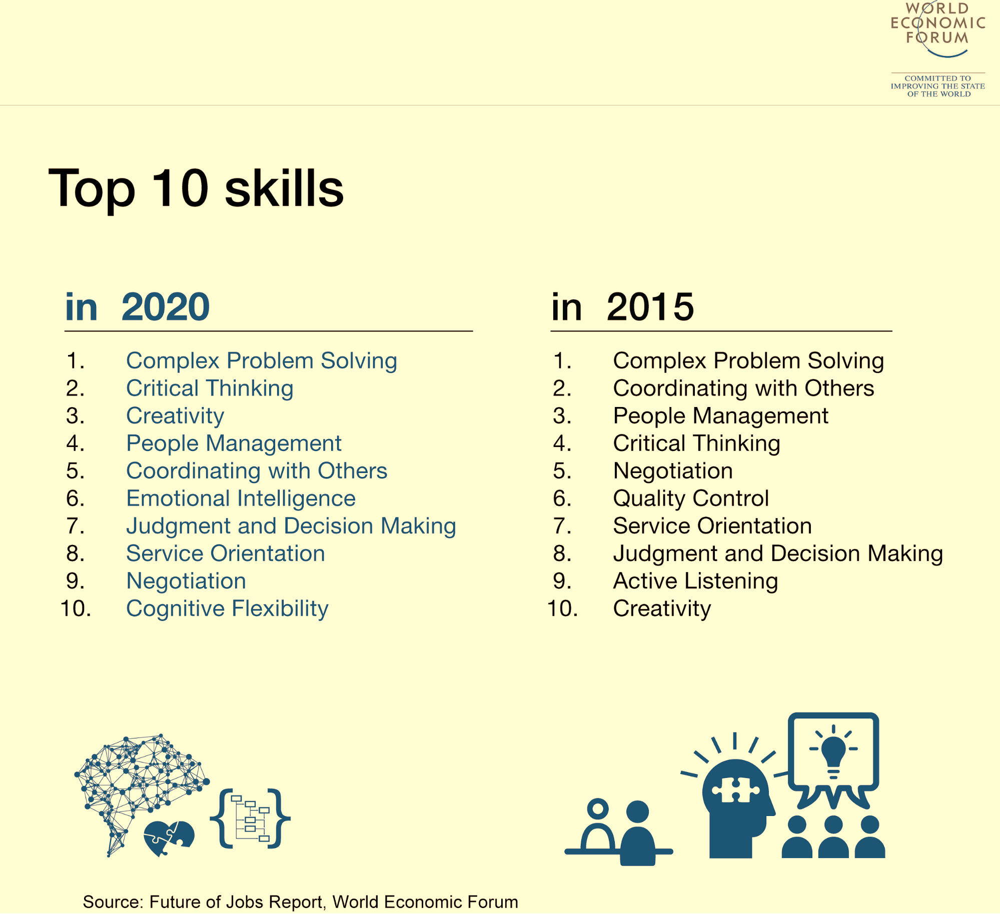 WORLD
ECONOMIC
FORUM
COMMITTED TO
IMPROVING THE STATE
OF THE WORLD
Top 10 skills
in 2020
1. Complex Problem Solving
2. Critical Thinking
3. Creativity
4. People Management
5. Coordinating with Others
6. Emotional Intelligence
7. Judgment and Decision Making
8. Service Orientation
9. Negotiation
10. Cognitive Flexibility
in 2015
1. Complex Problem Solving
2. Coordinating with Others
3. People Management
4. Critical Thinking
5. Negotiation
6. Quality Control
7. Service Orientation
8. Judgment and Decision Making
9. Active Listening
10. Creativity
Source: Future of Jobs Report, World Economic Forum